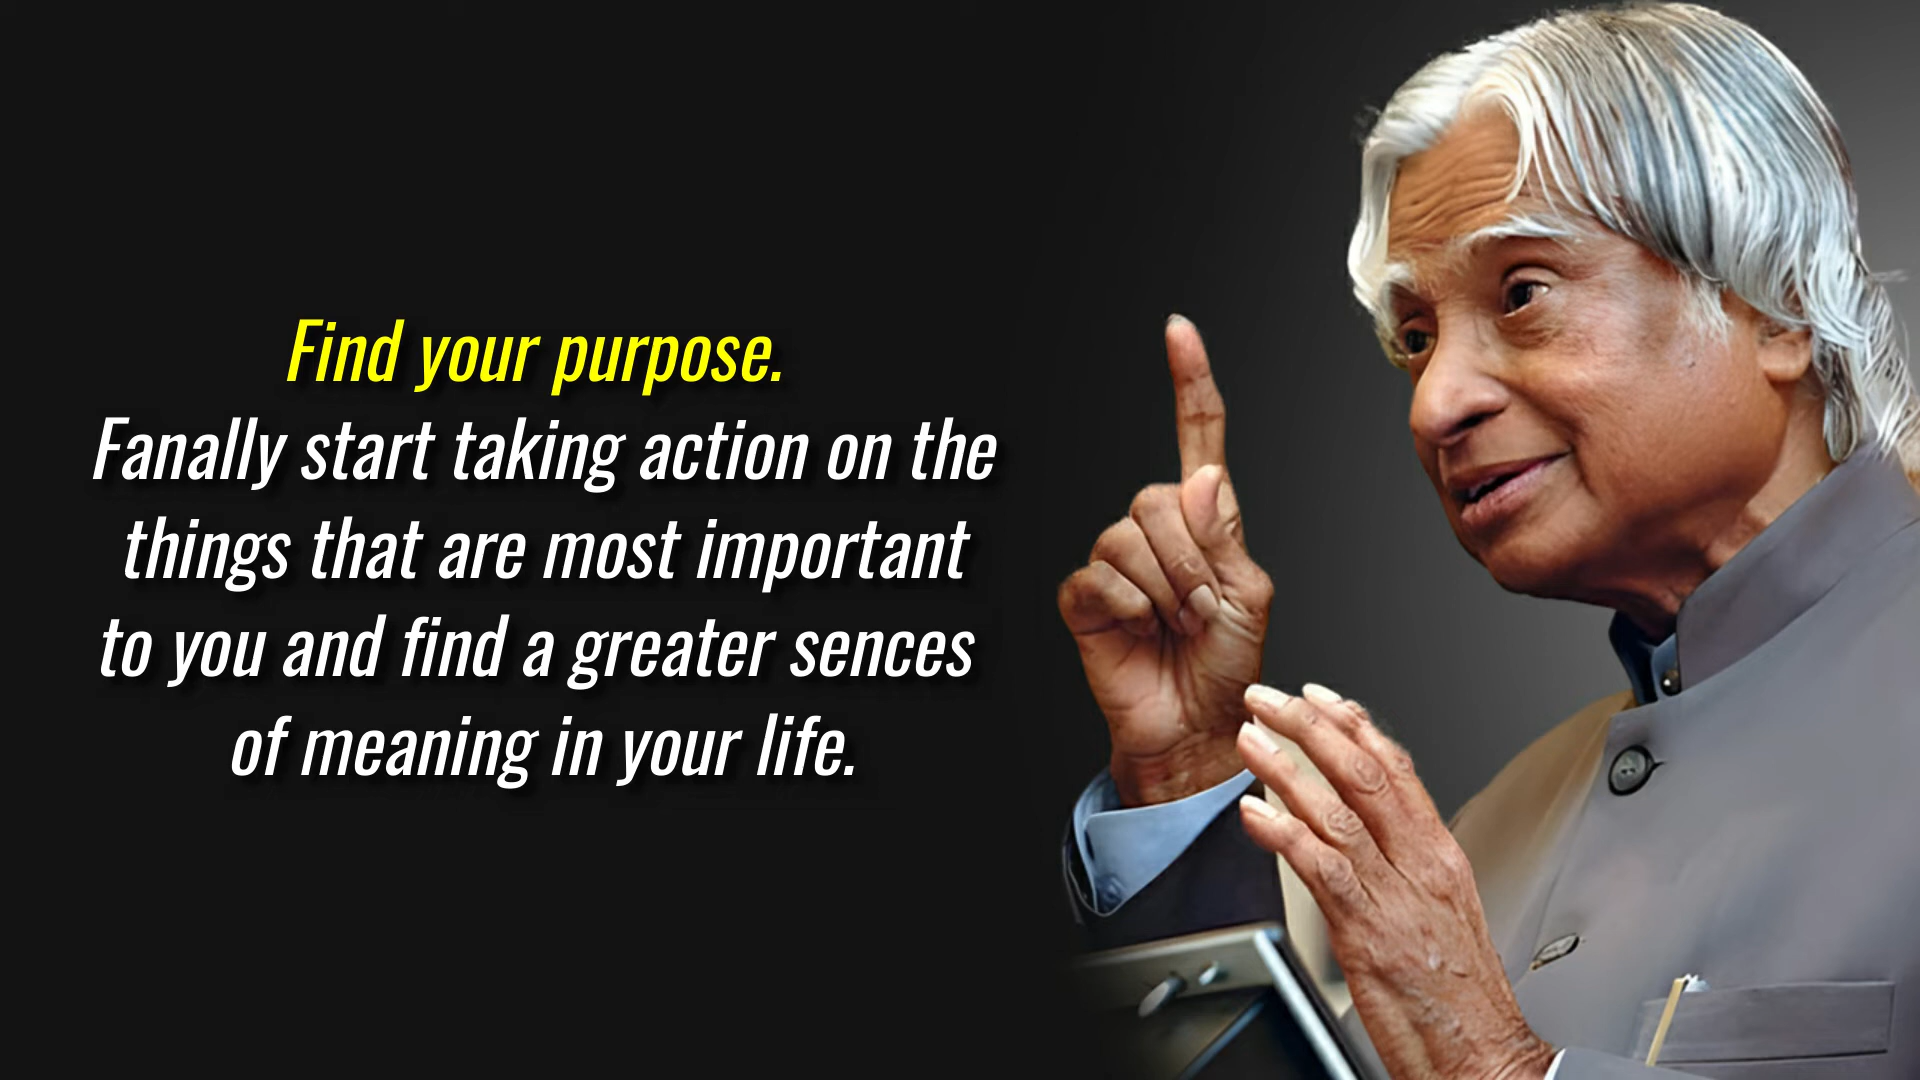 Find your purpose.
Fanally start taking action on the
things that are most important
to you and find a greater sences
of meaning in your life.